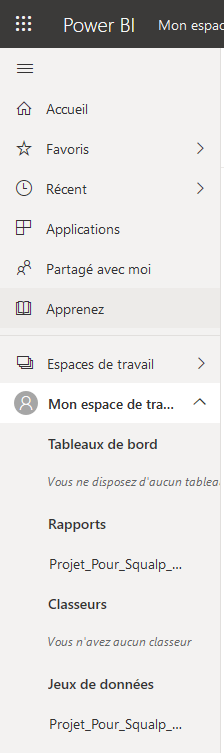 Power BI Mon espac
Accueil
Favoris
Récent
Applications
Partagé avec moi
Apprenez
Espaces de travail
Mon espace de tra...
Tableaux de bord
Vous ne disposez d'aucun tableau
Rapports
Projet_Pour_Squalp_...
Classeurs
Vous n'avez aucun classeur
Jeux de données
Projet_Pour_Squalp_...